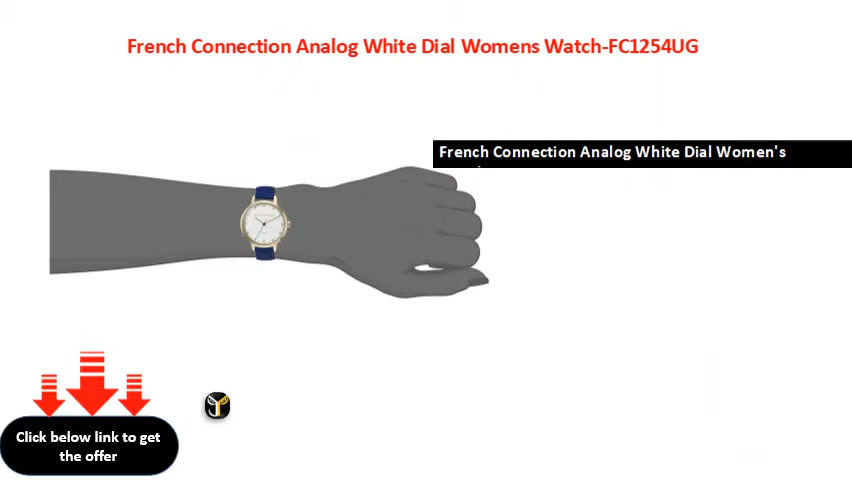 French Connection Analog White Dial Womens Watch-FC1254UG
French Connection Analog White Dial Women's
Click below link to get
the offer